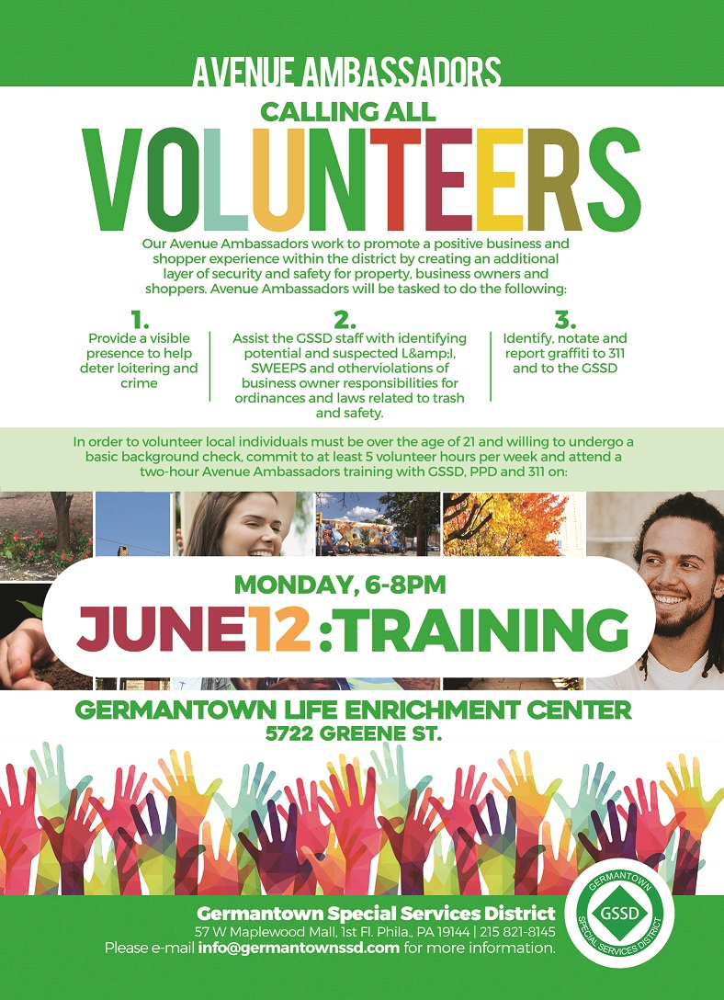 AVENUE AMBASSADORS
CALLING ALL
VOLUNTEERS
Our Avenue Ambassadors work to promote a positive business and
shopper experience within the district by creating an additional
layer of security and safety for property, business owners and
shoppers. Avenue Ambassadors will be tasked to do the following:
1.
Provide a visible
presence to help
deter loitering and
crime
2.
Assist the GSSD staff with identifying
potential and suspected L&amp;I,
SWEEPS and otherviolations of
business owner responsibilities for
ordinances and laws related to trash
and safety.
3.
Identify, notate and
report graffiti to 311
and to the GSSD
In order to volunteer local individuals must be over the age of 21 and willing to undergo a
basic background check, commit to at least 5 volunteer hours per week and attend a
two-hour Avenue Ambassadors training with GSSD, PPD and 311 on:
MONDAY, 6-8PM
JUNE12:TRAINING
GERMANTOWN LIFE ENRICHMENT CENTER
5722 GREENE ST.
Germantown Special Services District
57 W Maplewood Mall, 1st Fl. Phila., PA 19144 | 215 821-8145
Please e-mail info@germantownssd.com for more information.
GERMANTOWN
GSSD
SPECIAL SERVICES DISTRICT